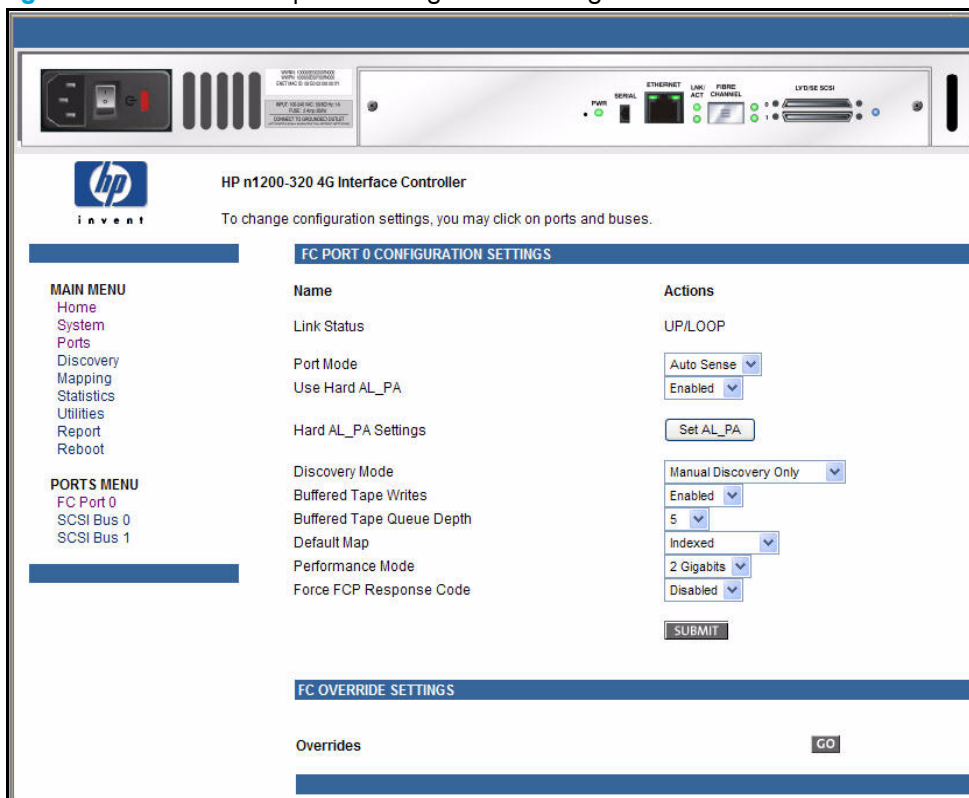 SERIAL
ETHERNET
LNK/
ACT
FIBRE
CHANNEL
LVD/SE SCSI
PWR
0
1
hp
invent
HP n1200-320 4G Interface Controller
To change configuration settings, you may click on ports and buses.
FC PORT 0 CONFIGURATION SETTINGS
MAIN MENU
Home
System
Ports
Discovery
Mapping
Statistics
Utilities
Report
Reboot
PORTS MENU
FC Port 0
SCSI Bus 0
SCSI Bus 1
Name Actions
Link Status UP/LOOP
Port Mode Auto Sense
Use Hard AL_PA Enabled
Hard AL_PA Settings Set AL_PA
Discovery Mode Manual Discovery Only
Buffered Tape Writes Enabled
Buffered Tape Queue Depth 5
Default Map Indexed
Performance Mode 2 Gigabits
Force FCP Response Code Disabled
SUBMIT
FC OVERRIDE SETTINGS
Overrides GO